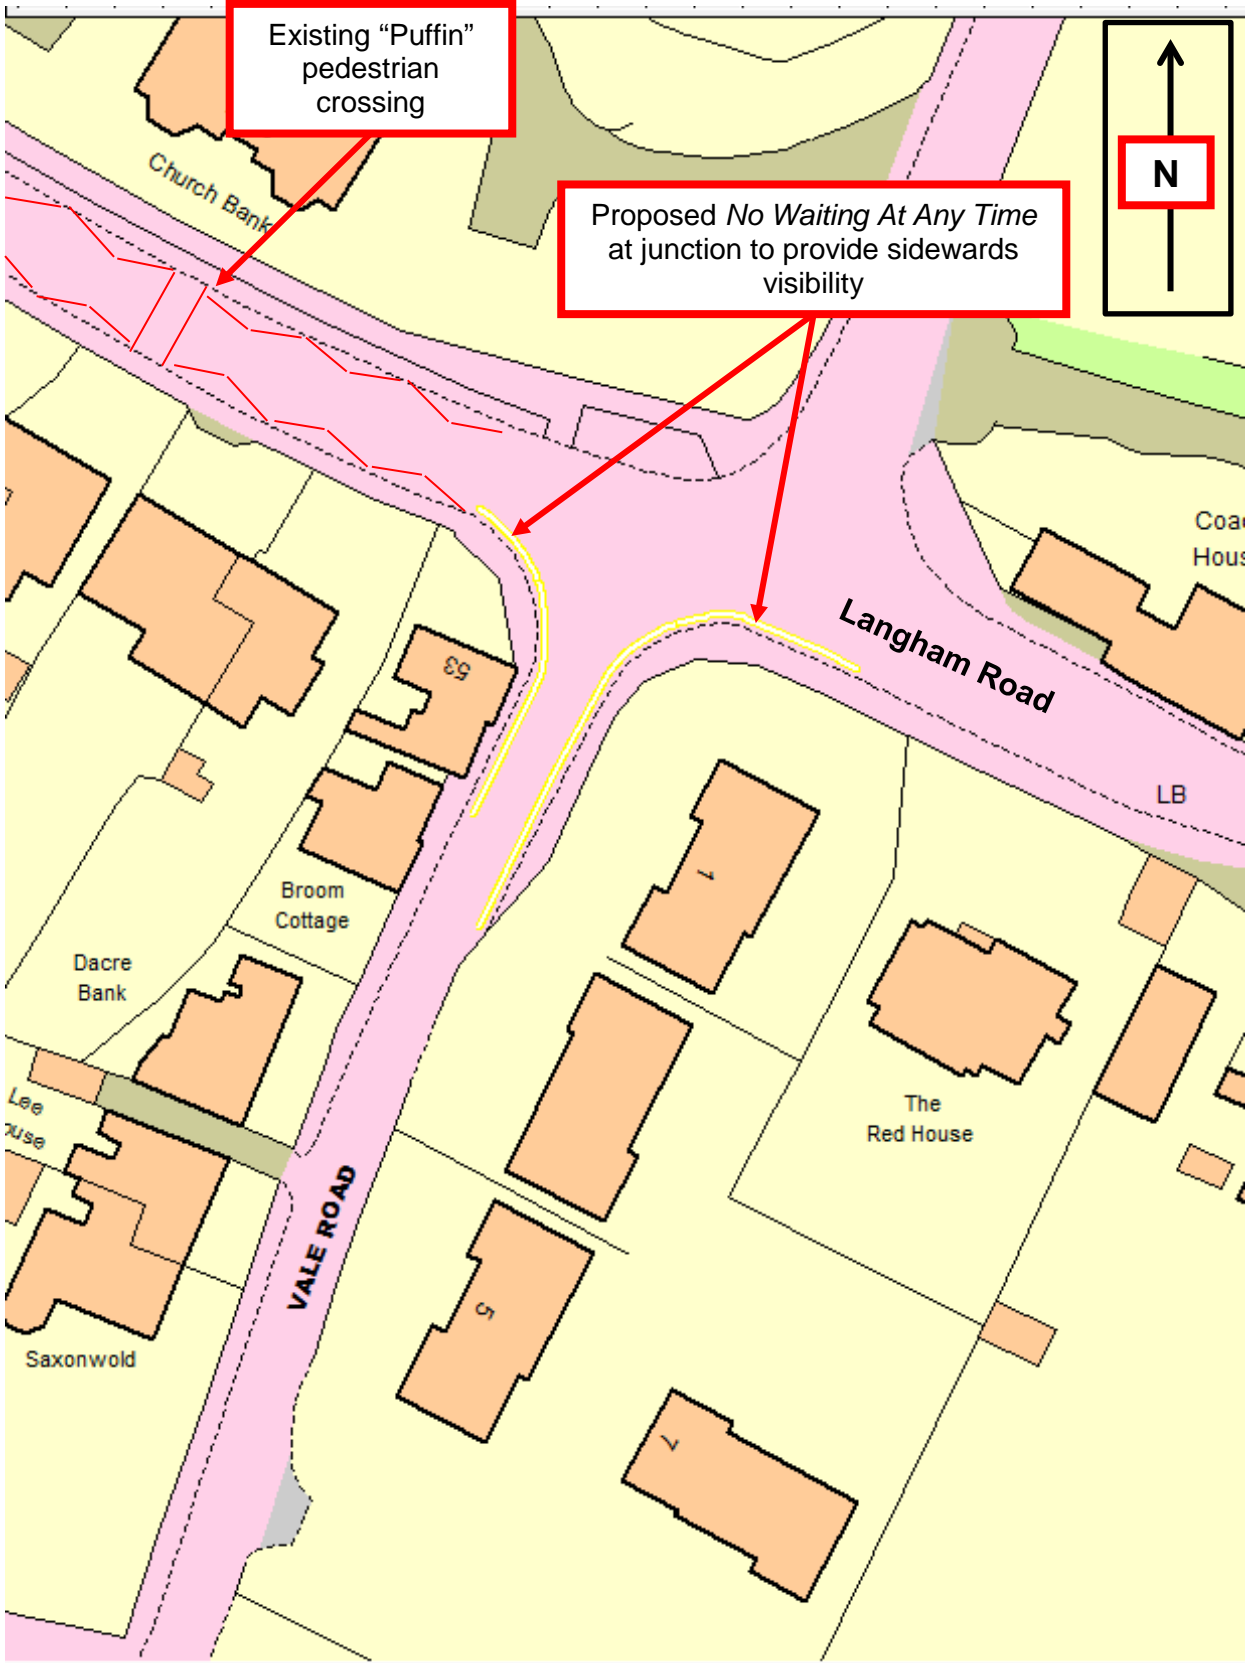 Existing “Puffin”
pedestrian
crossing
N
Church Bank
Proposed No Waiting At Any Time
at junction to provide sidewards
visibility
Langham Road
LB
53
1
Broom
Cottage
Dacre
Bank
Lee
The
Red House
VALE ROAD
5
Saxonwold
7